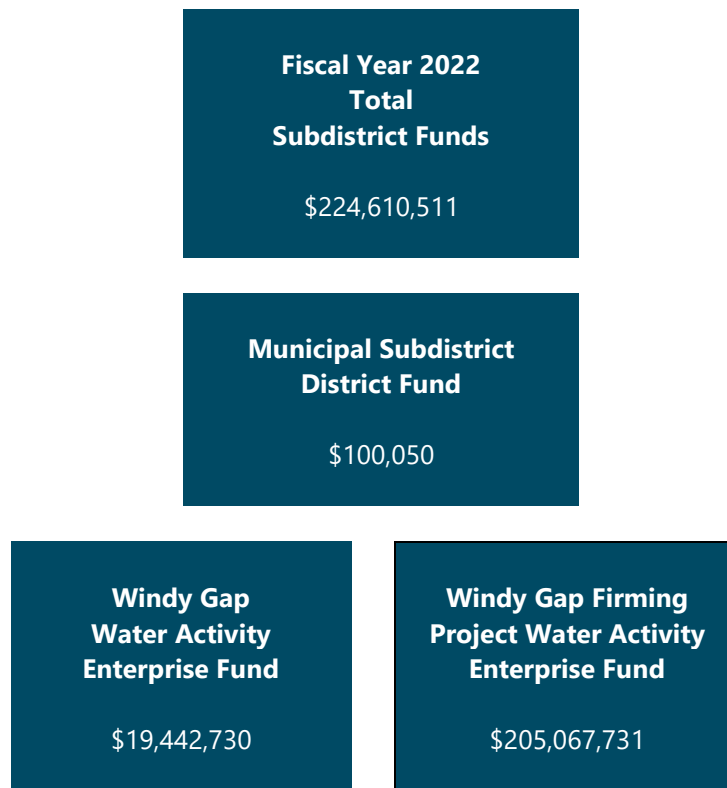 Fiscal Year 2022
Total
Subdistrict Funds
$224,610,511
Municipal Subdistrict
District Fund
$100,050
Windy Gap
Water Activity
Enterprise Fund
$19,442,730
Windy Gap Firming
Project Water Activity
Enterprise Fund
$205,067,731